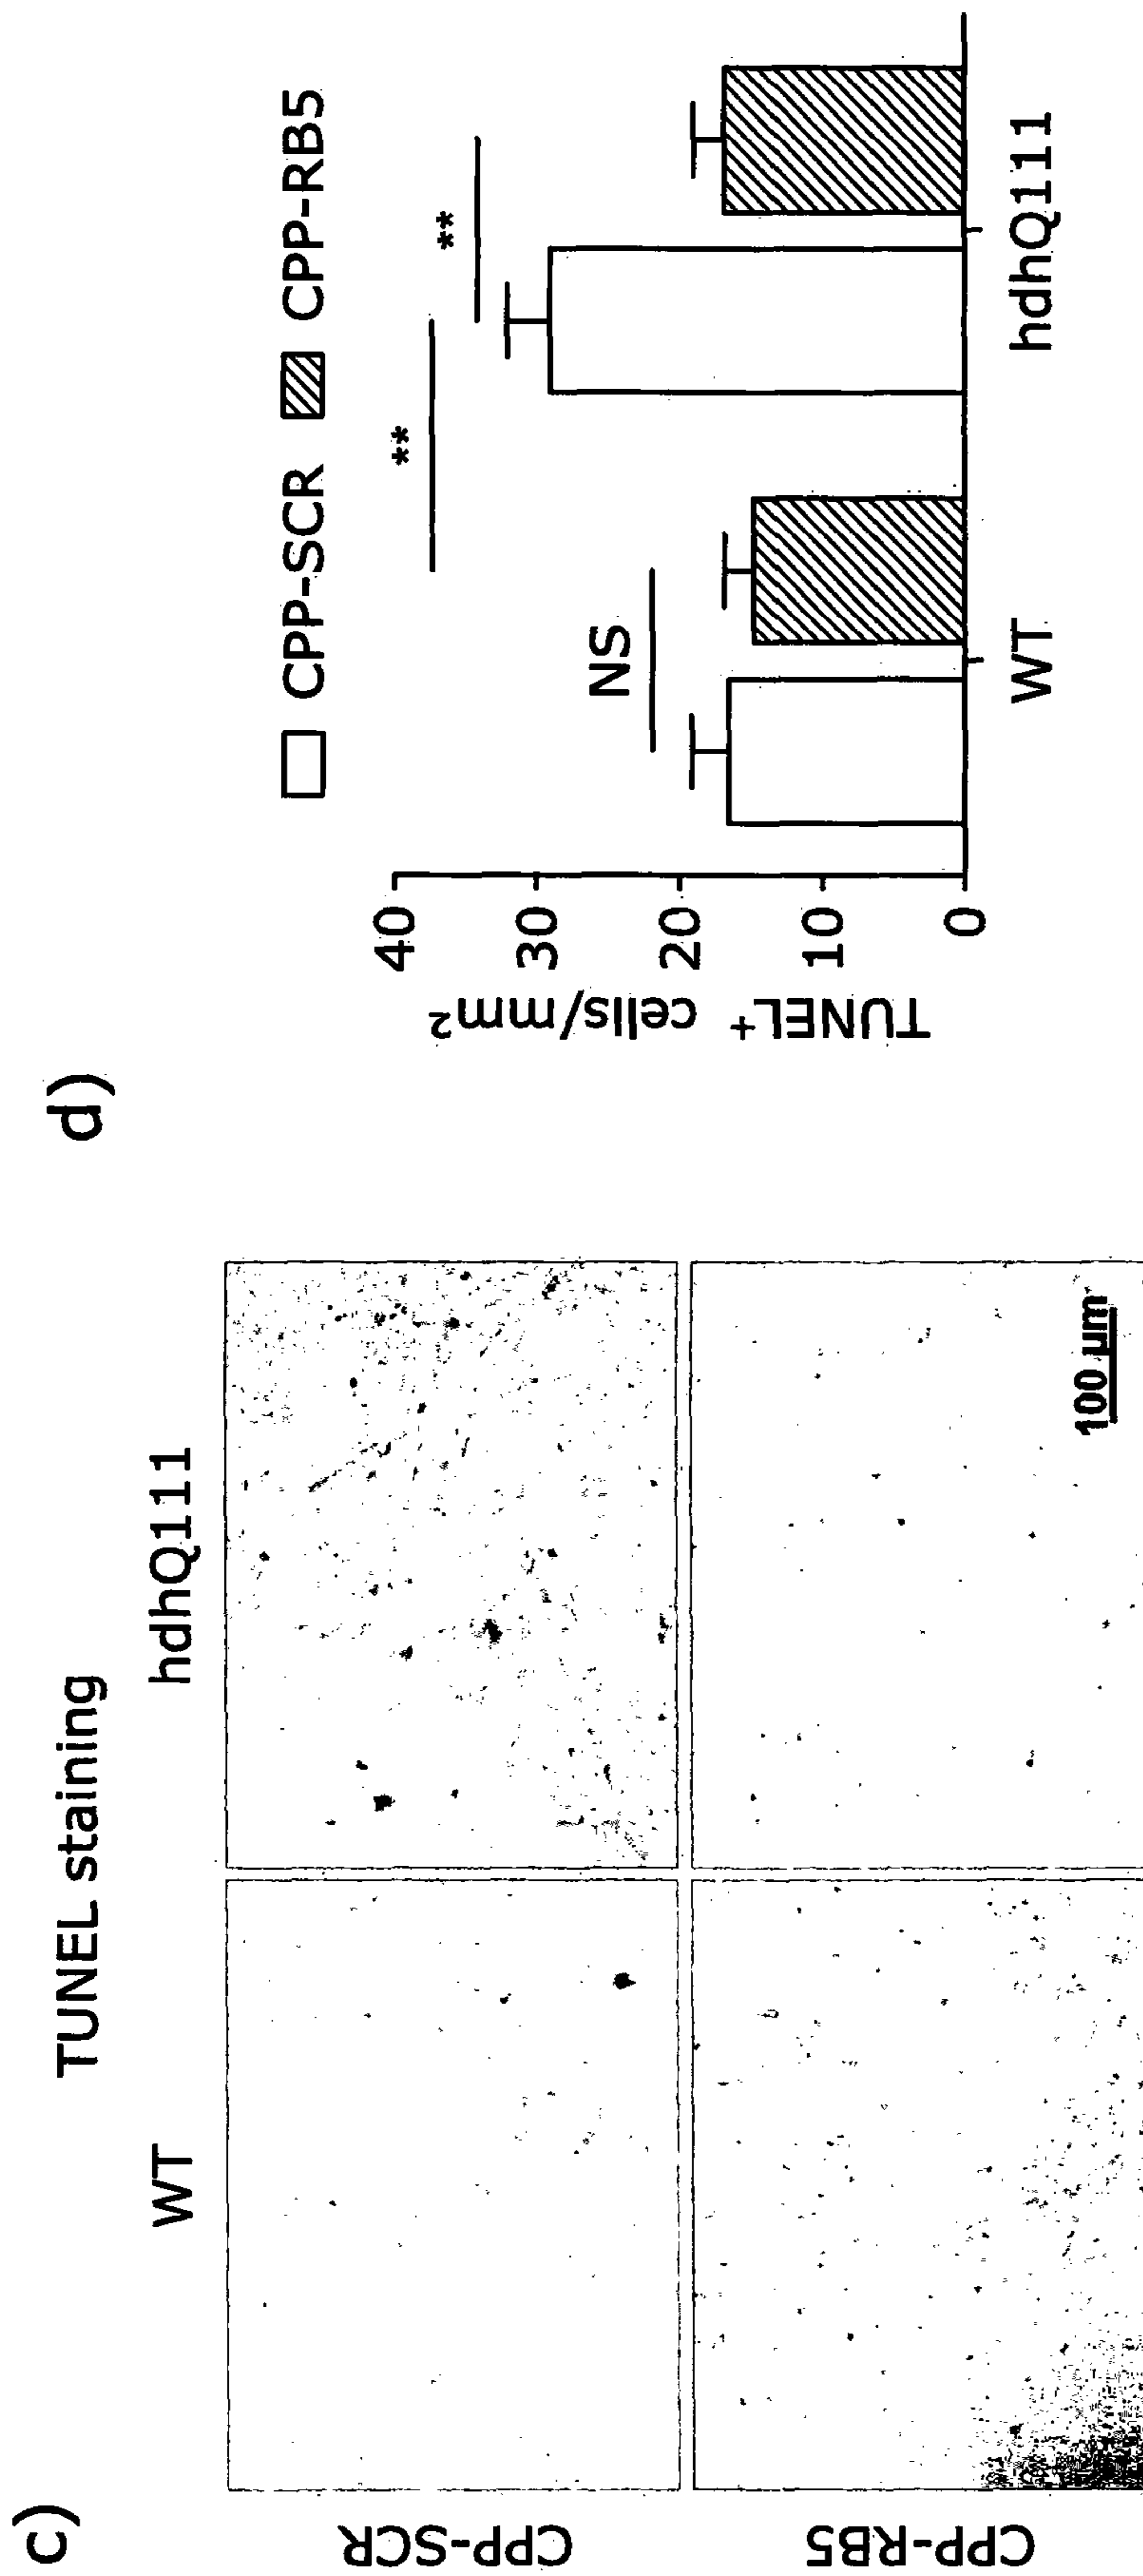 c)
TUNEL staining
WT
hdhQ111
CPP-SCR
CPP-RB5
100 µm
d)
CPP-SCR
CPP-RB5
TUNEL⁺ cells/mm²
40
30
20
10
0
NS
**
**
WT
hdhQ111